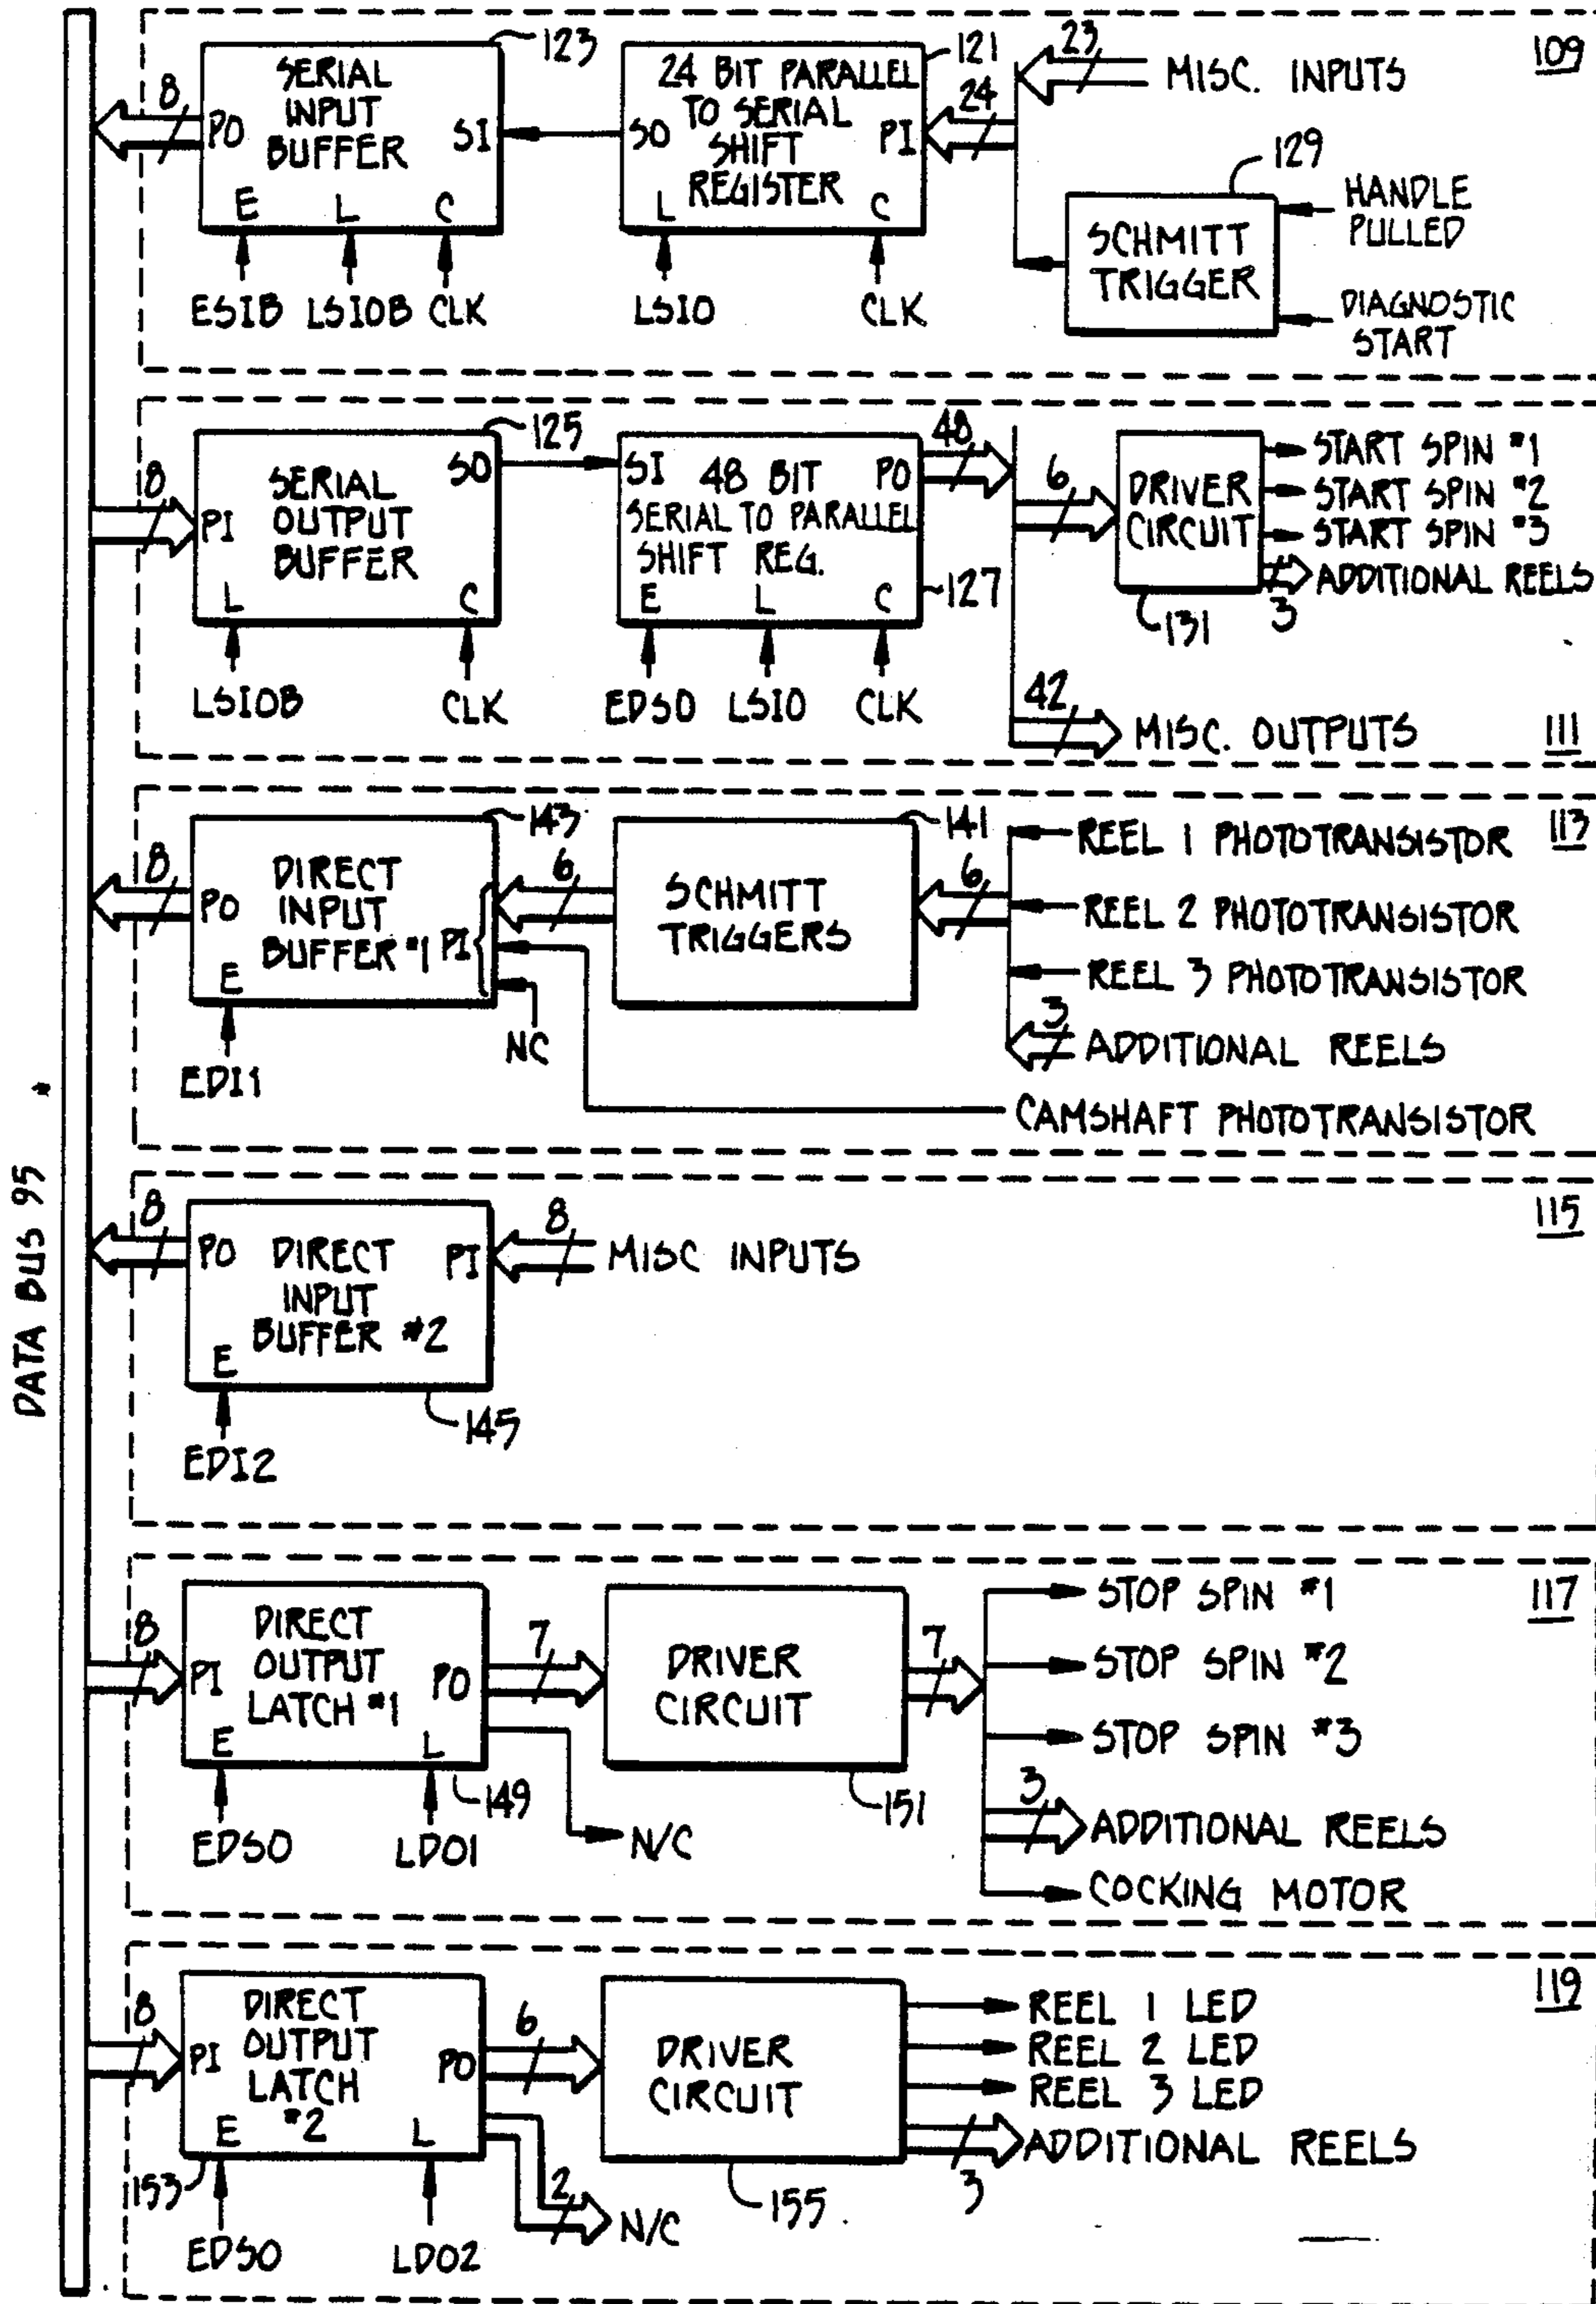 DATA BUS 95
109
123
SERIAL
INPUT
BUFFER
8
PO
SI
E
L
C
ESIB
LSIOB
CLK
121
24 BIT PARALLEL
TO SERIAL
SHIFT
REGISTER
SO
PI
L
C
LSIO
CLK
24
23
MISC. INPUTS
129
SCHMITT
TRIGGER
HANDLE
PULLED
DIAGNOSTIC
START
111
125
SERIAL
OUTPUT
BUFFER
8
PI
SO
L
C
LSIOB
CLK
SI
48 BIT
SERIAL TO PARALLEL
SHIFT REG.
PO
E
L
C
127
EDSO
LSIO
CLK
48
6
DRIVER
CIRCUIT
131
START SPIN #1
START SPIN #2
START SPIN #3
ADDITIONAL REELS
3
42
MISC. OUTPUTS
113
143
DIRECT
INPUT
BUFFER #1
8
PO
PI
E
EDI1
NC
6
141
SCHMITT
TRIGGERS
6
REEL 1 PHOTOTRANSISTOR
REEL 2 PHOTOTRANSISTOR
REEL 3 PHOTOTRANSISTOR
3
ADDITIONAL REELS
CAMSHAFT PHOTOTRANSISTOR
115
8
PO
DIRECT
INPUT
BUFFER #2
PI
E
EDI2
145
8
MISC INPUTS
117
8
PI
DIRECT
OUTPUT
LATCH #1
PO
E
L
149
EDSO
LDO1
7
N/C
DRIVER
CIRCUIT
151
7
STOP SPIN #1
STOP SPIN #2
STOP SPIN #3
3
ADDITIONAL REELS
COCKING MOTOR
119
8
PI
DIRECT
OUTPUT
LATCH
#2
PO
E
L
153
EDSO
LDO2
6
2
N/C
DRIVER
CIRCUIT
155
REEL 1 LED
REEL 2 LED
REEL 3 LED
ADDITIONAL REELS
3